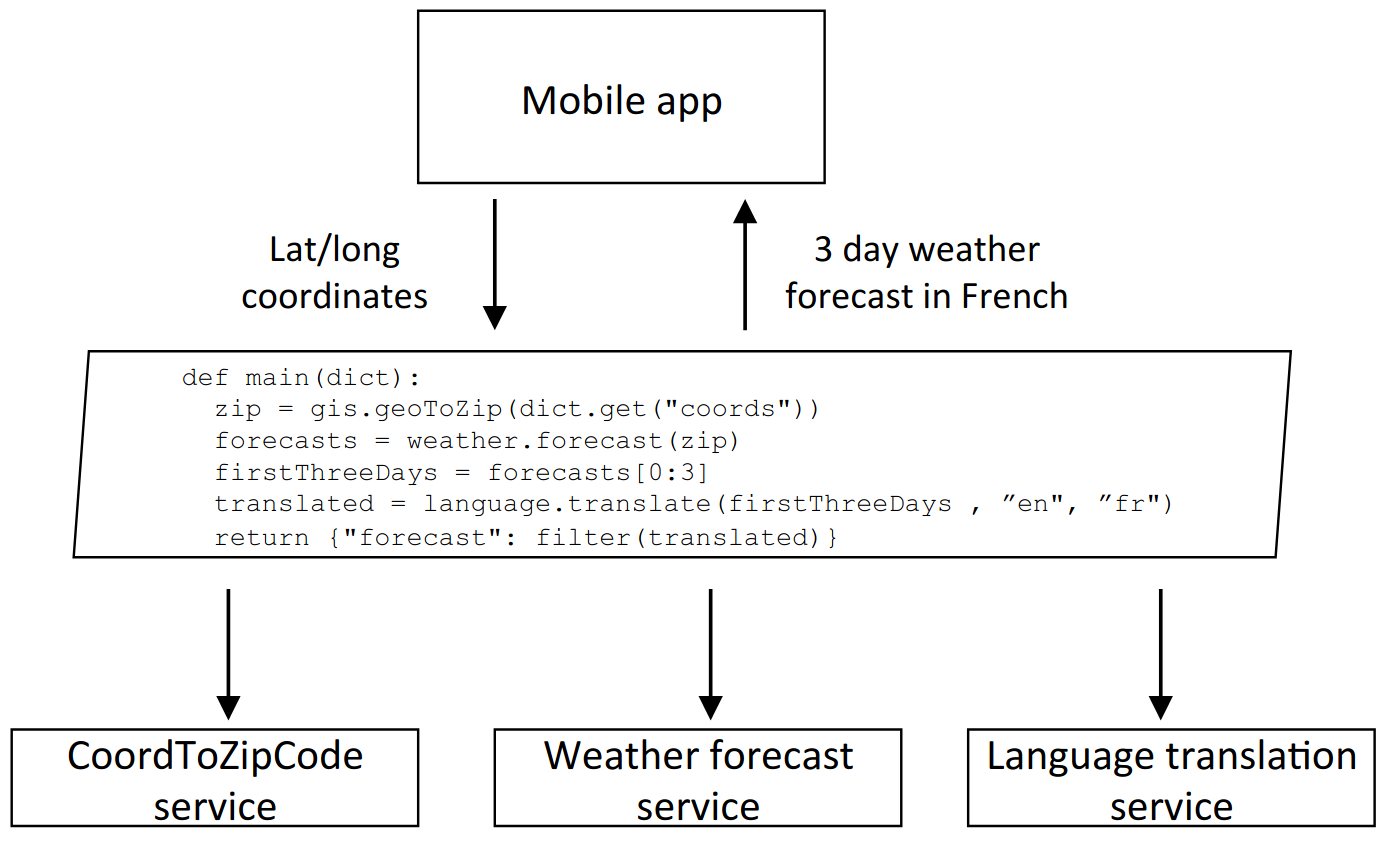 Mobile app
Lat/long
coordinates
3 day weather
forecast in French
def main(dict):
zip = gis.geoToZip(dict.get("coords"))
forecasts = weather.forecast(zip)
firstThreeDays = forecasts[0:3]
translated = language.translate(firstThreeDays , ”en", ”fr")
return {"forecast": filter(translated)}
CoordToZipCode
service
Weather forecast
service
Language translation
service